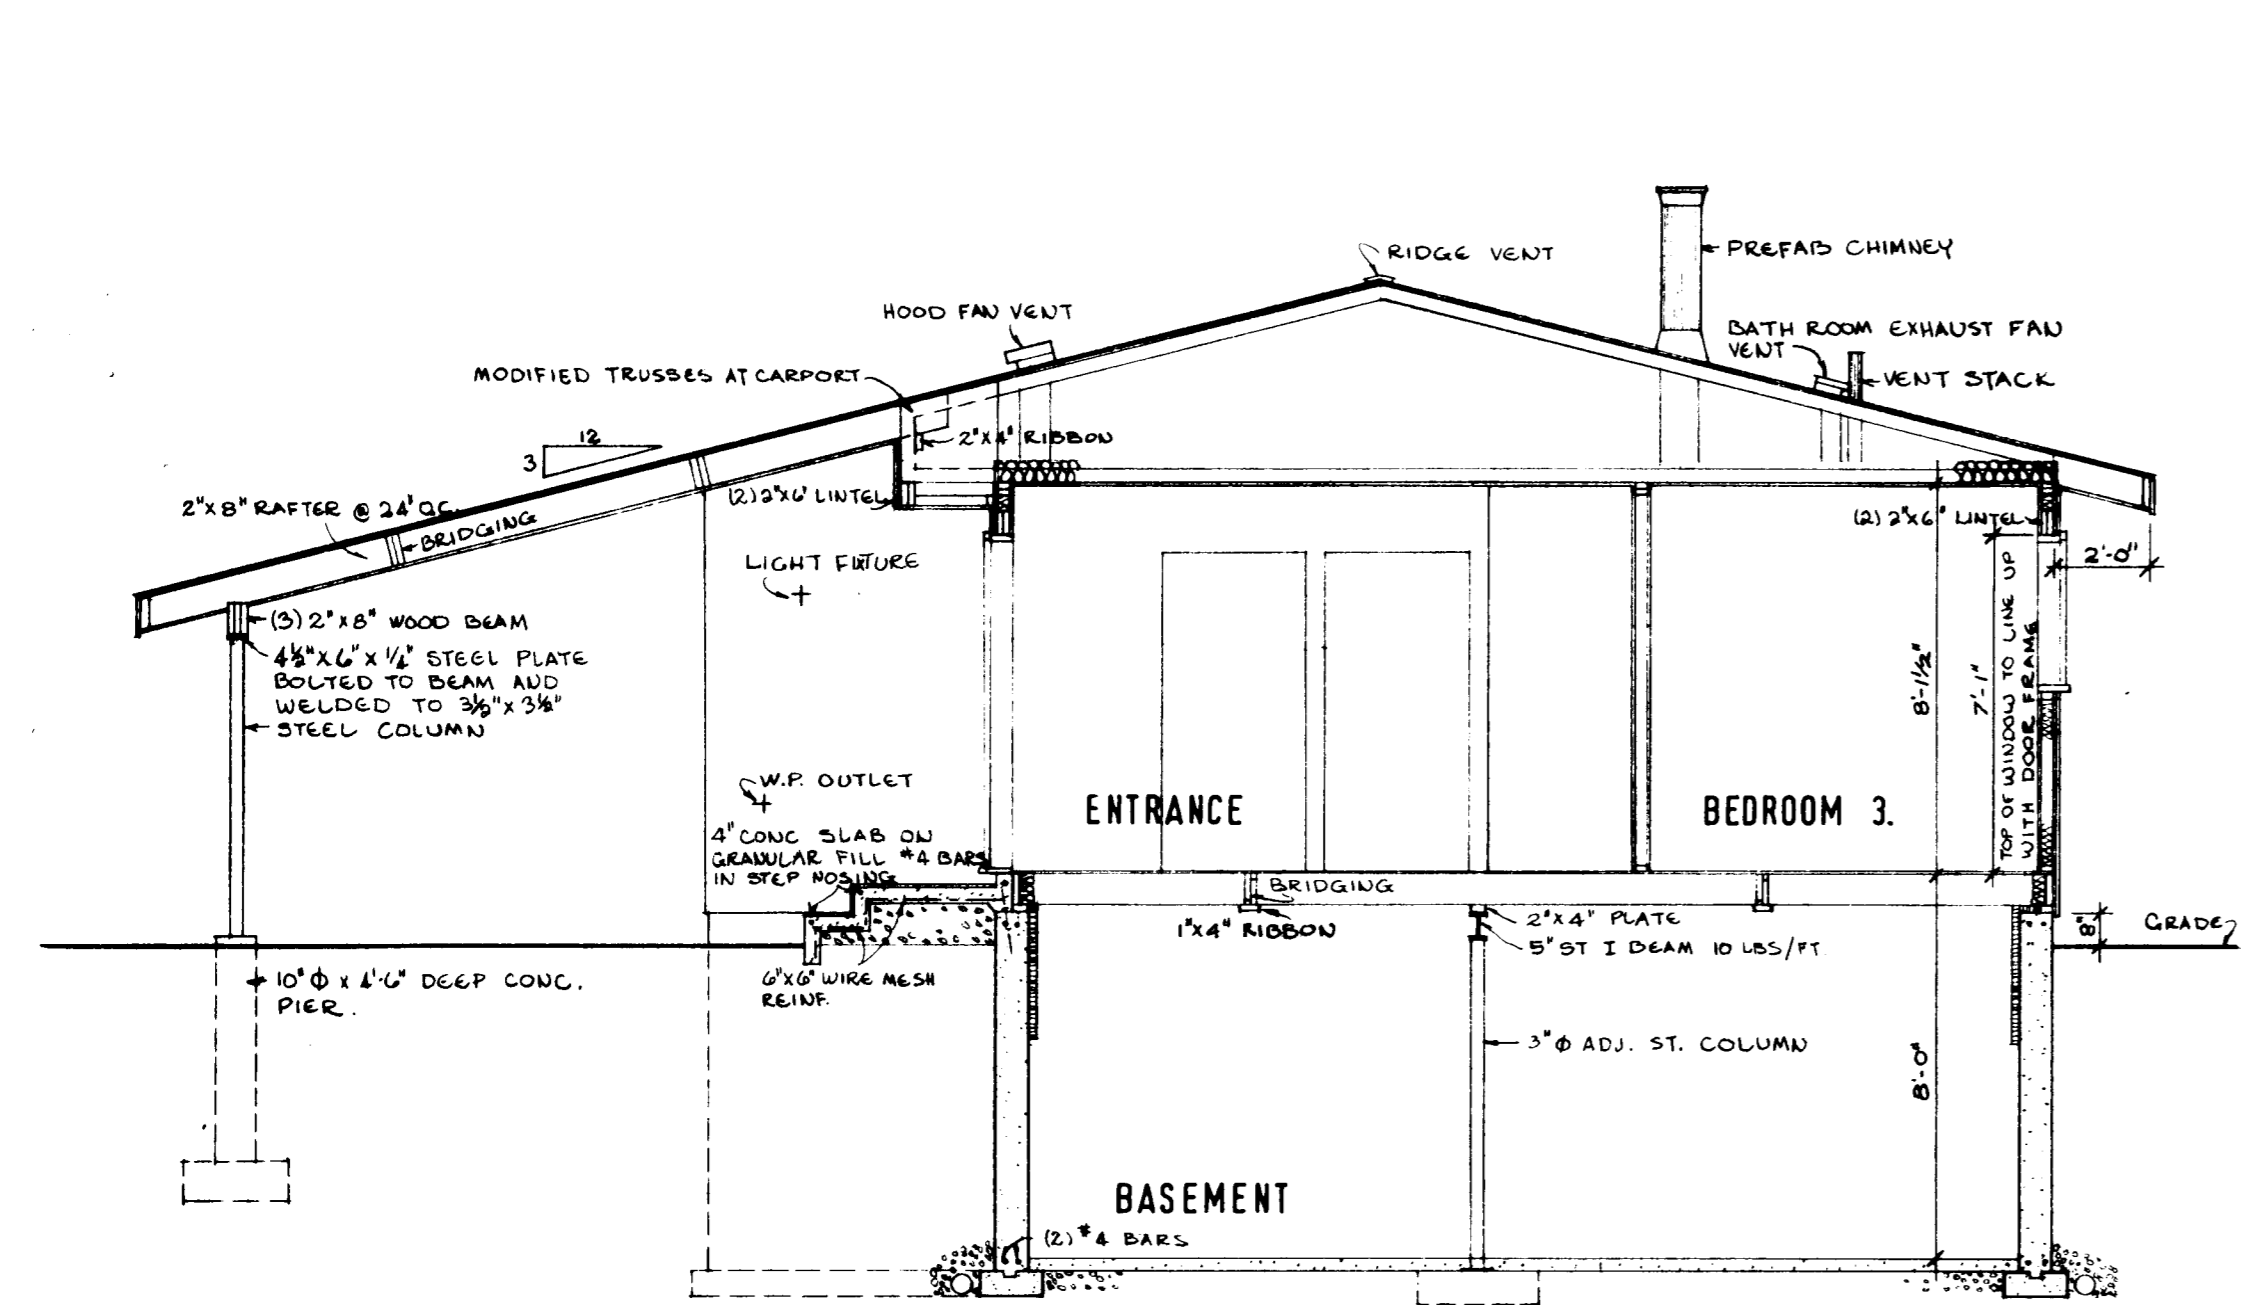 RIDGE VENT
PREFAB CHIMNEY
HOOD FAN VENT
BATH ROOM EXHAUST FAN
VENT
MODIFIED TRUSSES AT CARPORT
VENT STACK
12
3
2"X4" RIBBON
2"X8" RAFTER @ 24" O.C.
BRIDGING
(2) 2"X6" LINTEL
(2) 2"X6" LINTEL
LIGHT FIXTURE
2'-0"
(3) 2"X8" WOOD BEAM
4½"X6"X¼" STEEL PLATE
BOLTED TO BEAM AND
WELDED TO 3½"X3½"
STEEL COLUMN
8'-1½"
7'-1"
TOP OF WINDOW TO LINE UP
WITH DOOR FRAME
W.P. OUTLET
ENTRANCE
BEDROOM 3.
4" CONC SLAB ON
GRANULAR FILL #4 BARS
IN STEP NOSING
BRIDGING
1"X4" RIBBON
2"X4" PLATE
5" ST I BEAM 10 LBS/FT.
8"
GRADE
10" Φ X 4'-6" DEEP CONC.
PIER.
6"X6" WIRE MESH
REINF.
3" Φ ADJ. ST. COLUMN
8'-0"
BASEMENT
(2) #4 BARS